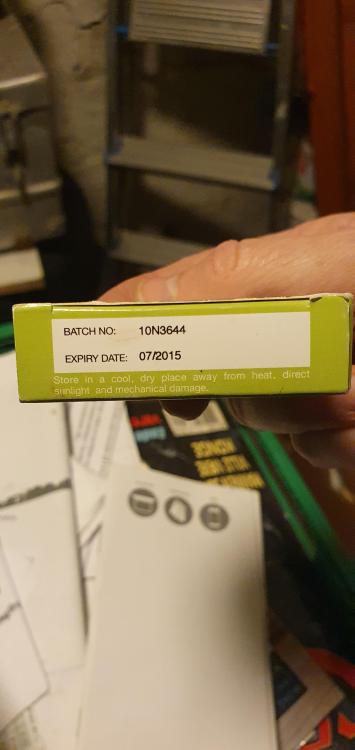 BATCH NO: 10N3644
EXPIRY DATE: 07/2015
Store in a cool, dry place away from heat, direct
sunlight and mechanical damage.